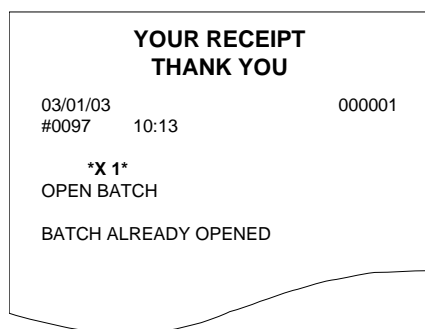 YOUR RECEIPT
THANK YOU
03/01/03 000001
#0097 10:13
*X 1*
OPEN BATCH
BATCH ALREADY OPENED